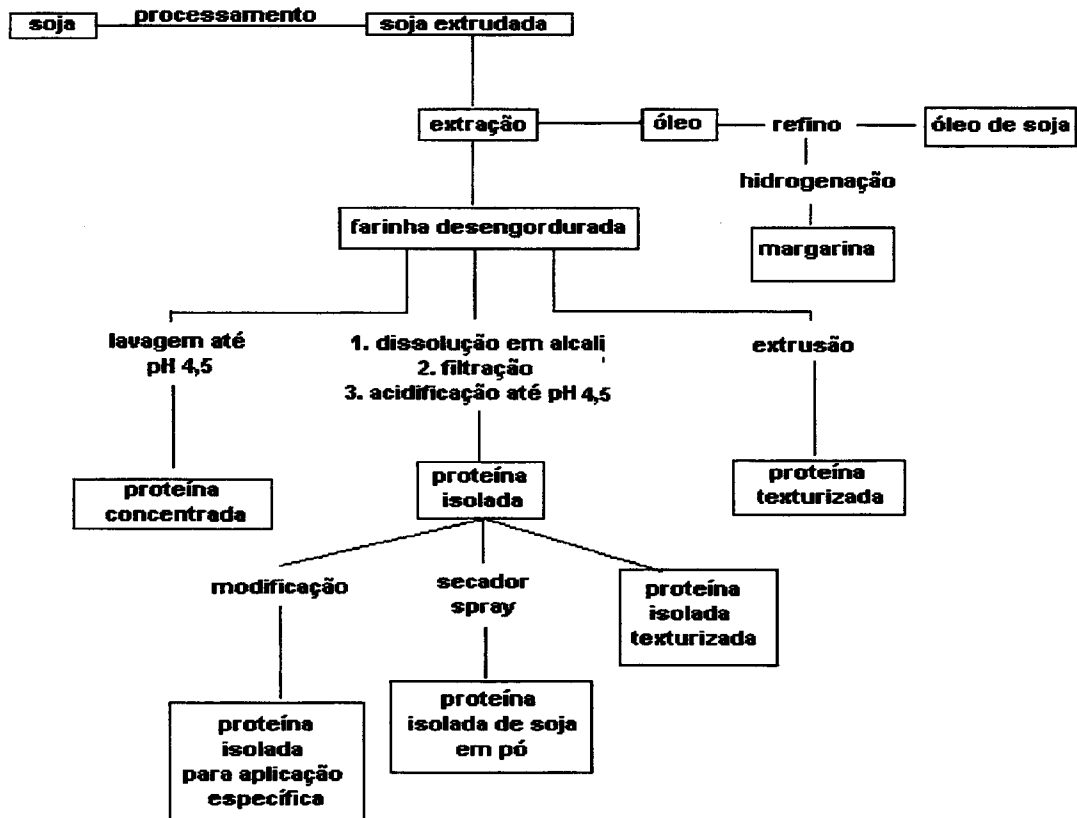 soja
processamento
soja extrudada
extração
óleo
refino
óleo de soja
hidrogenação
margarina
farinha desengordurada
lavagem até
pH 4,5
1. dissolução em alcali
2. filtração
3. acidificação até pH 4,5
extrusão
proteína
concentrada
proteína
isolada
proteína
texturizada
modificação
secador
spray
proteína
isolada
texturizada
proteína
isolada
para aplicação
específica
proteína
isolada de soja
em pó